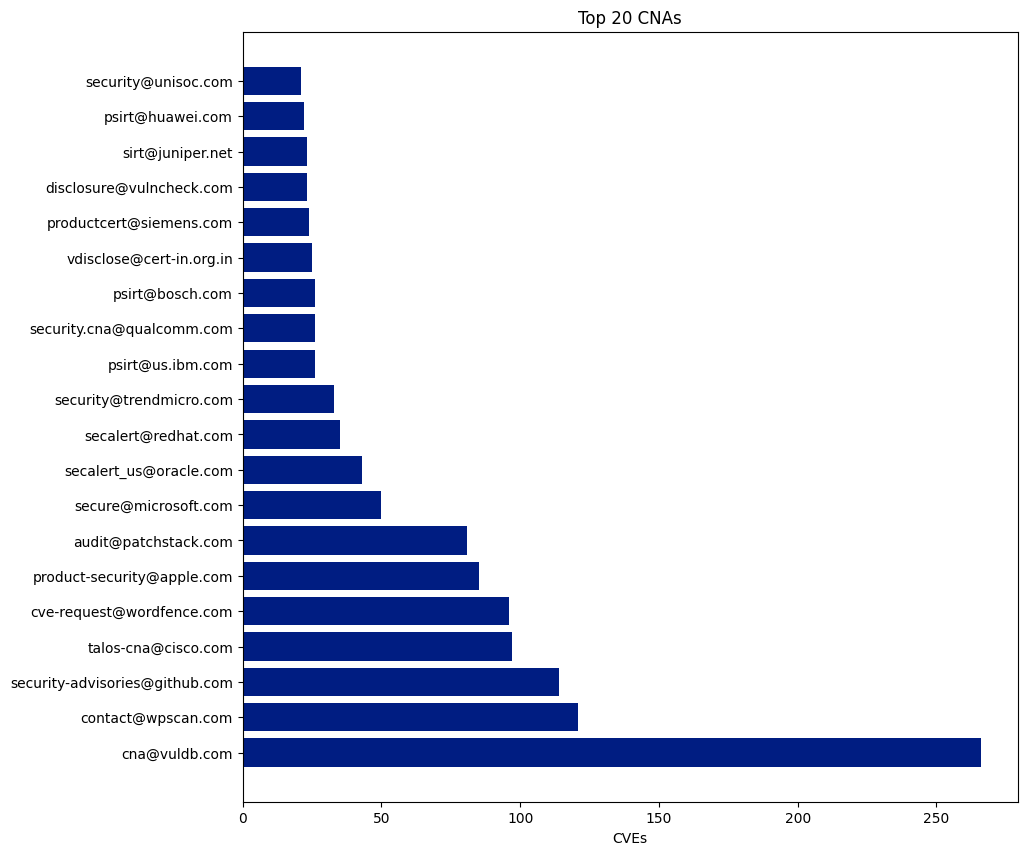 Top 20 CNAs
security@unisoc.com
psirt@huawei.com
sirt@juniper.net
disclosure@vulncheck.com
productcert@siemens.com
vdisclose@cert-in.org.in
psirt@bosch.com
security.cna@qualcomm.com
psirt@us.ibm.com
security@trendmicro.com
secalert@redhat.com
secalert_us@oracle.com
secure@microsoft.com
audit@patchstack.com
product-security@apple.com
cve-request@wordfence.com
talos-cna@cisco.com
security-advisories@github.com
contact@wpscan.com
cna@vuldb.com
0 50 100 150 200 250
CVEs